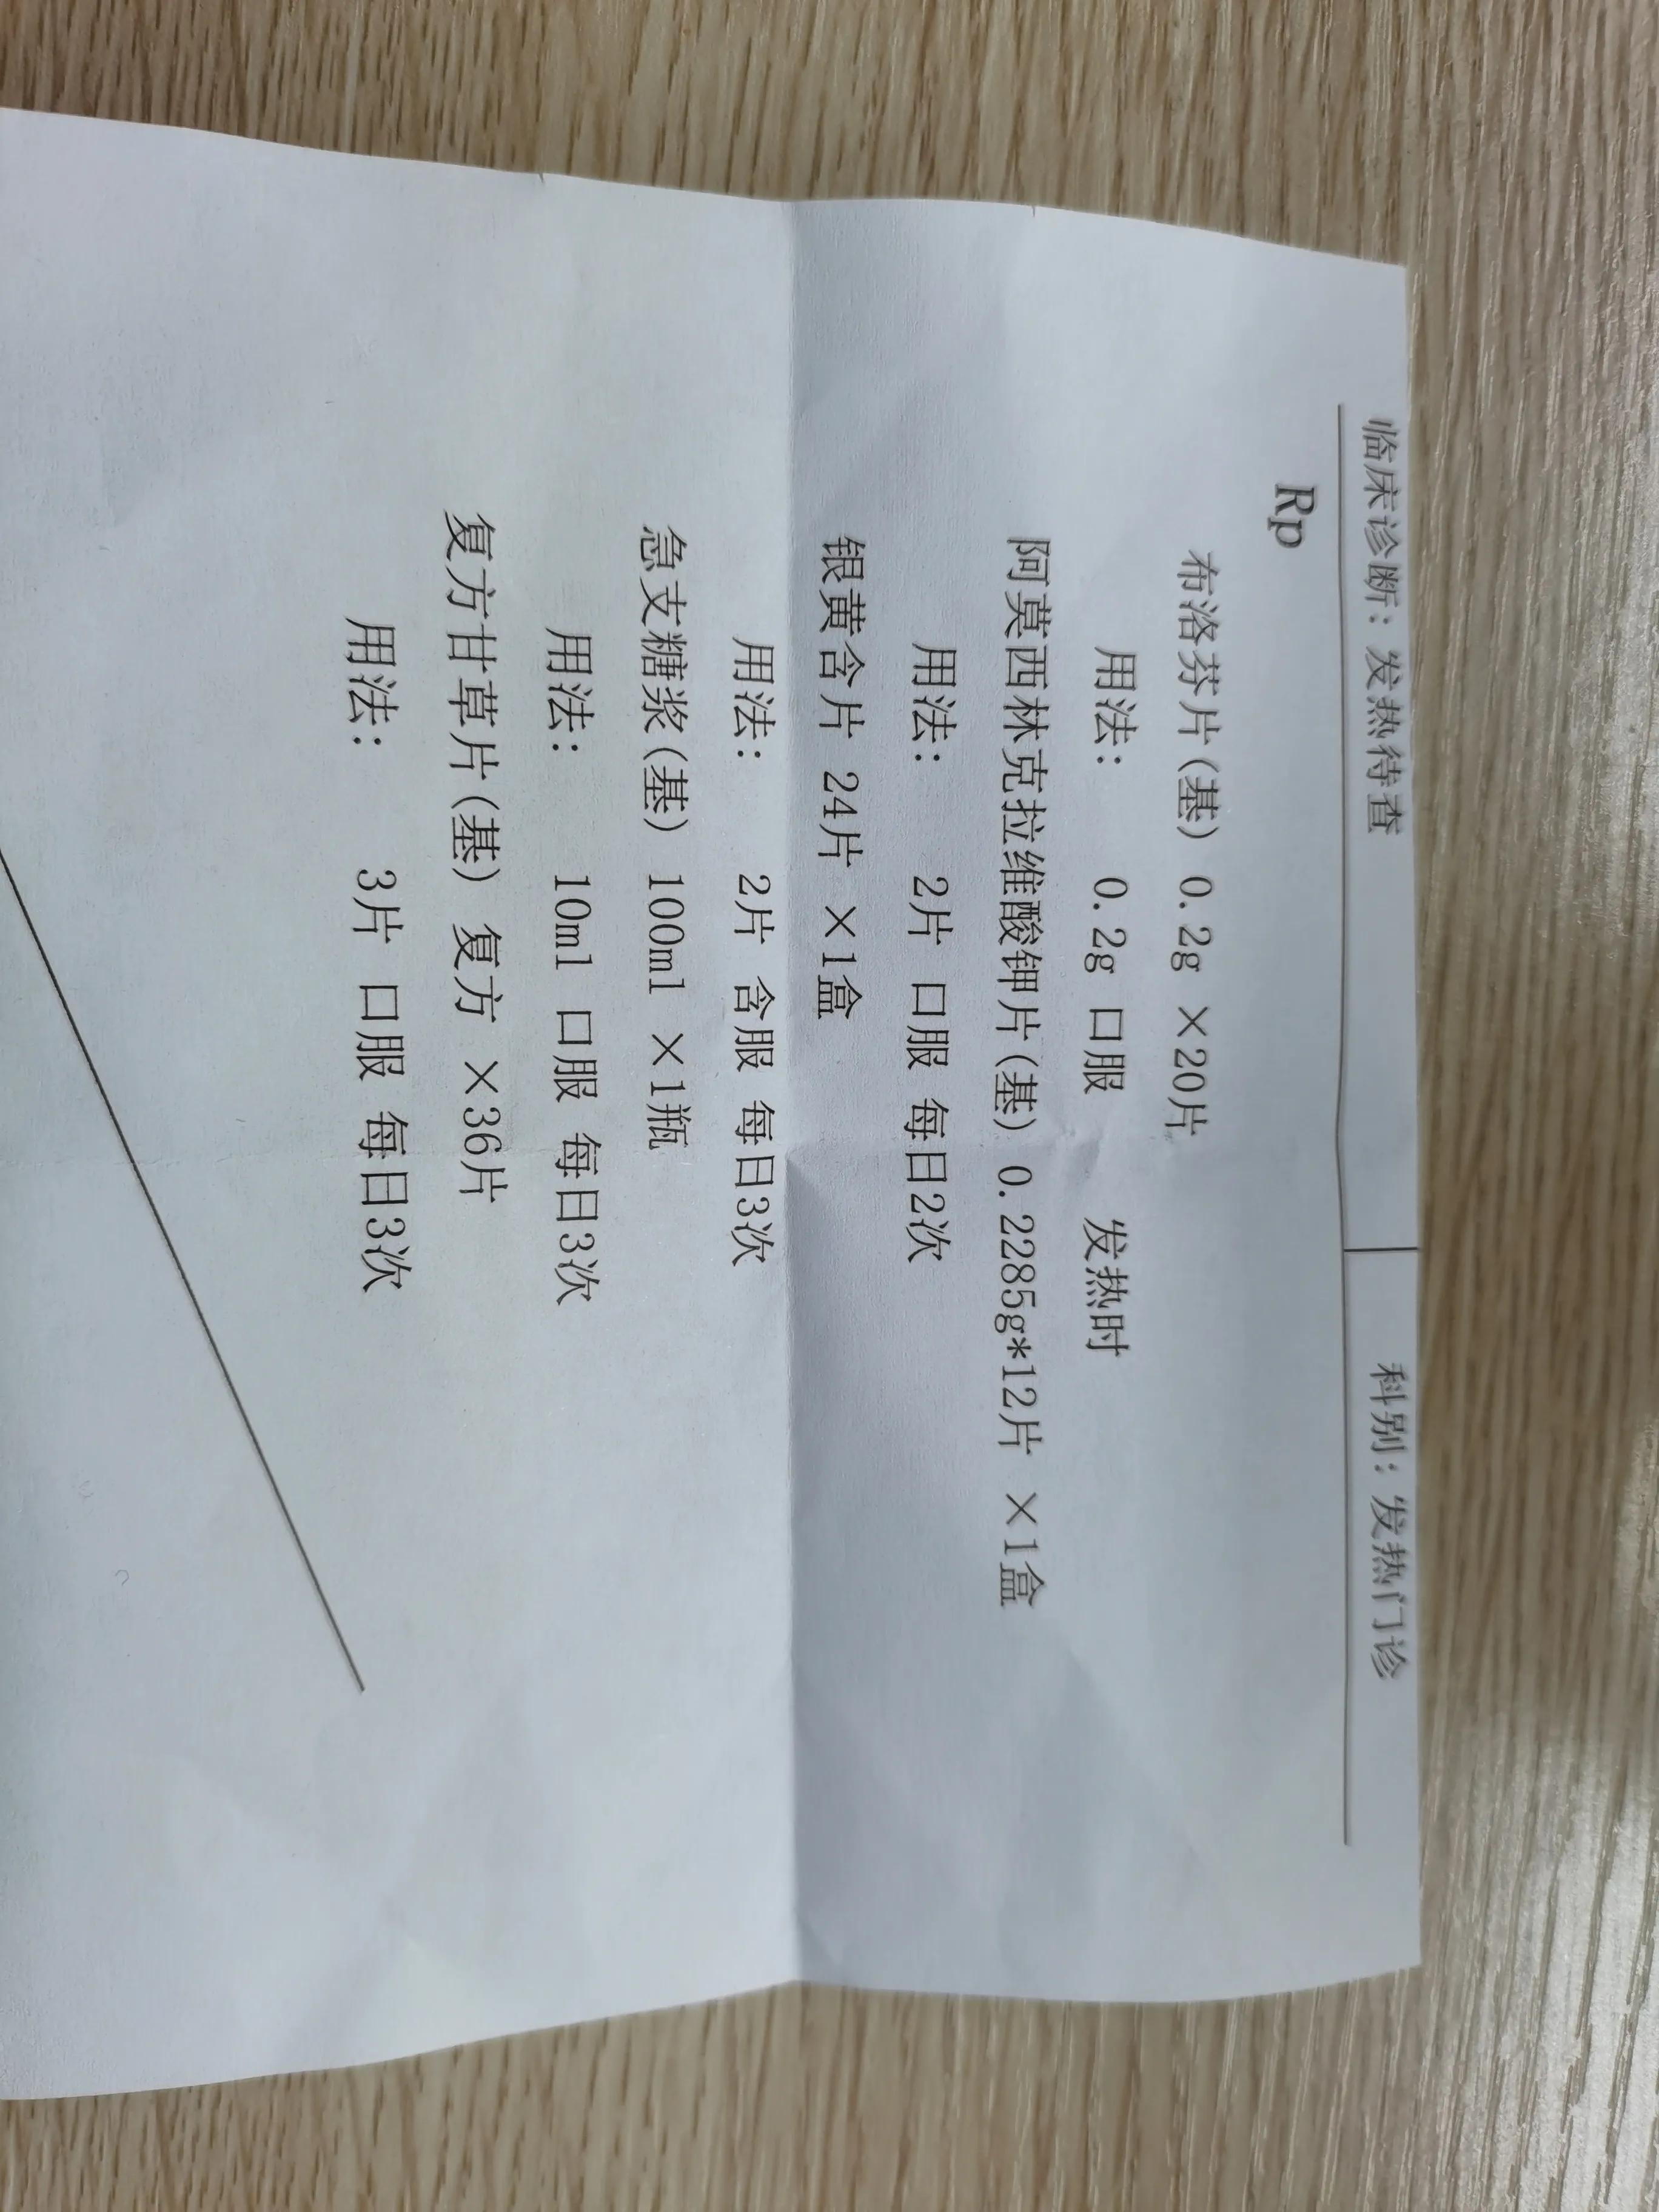 临床诊断：发热待查 科别：发热门诊
Rp
布洛芬片(基) 0.2g ×20片
用法： 0.2g 口服 发热时
阿莫西林克拉维酸钾片(基) 0.2285g*12片 ×1盒
用法： 2片 口服 每日2次
银黄含片 24片 ×1盒
用法： 2片 含服 每日3次
急支糖浆(基) 100ml ×1瓶
用法： 10ml 口服 每日3次
复方甘草片(基) 复方 ×36片
用法： 3片 口服 每日3次